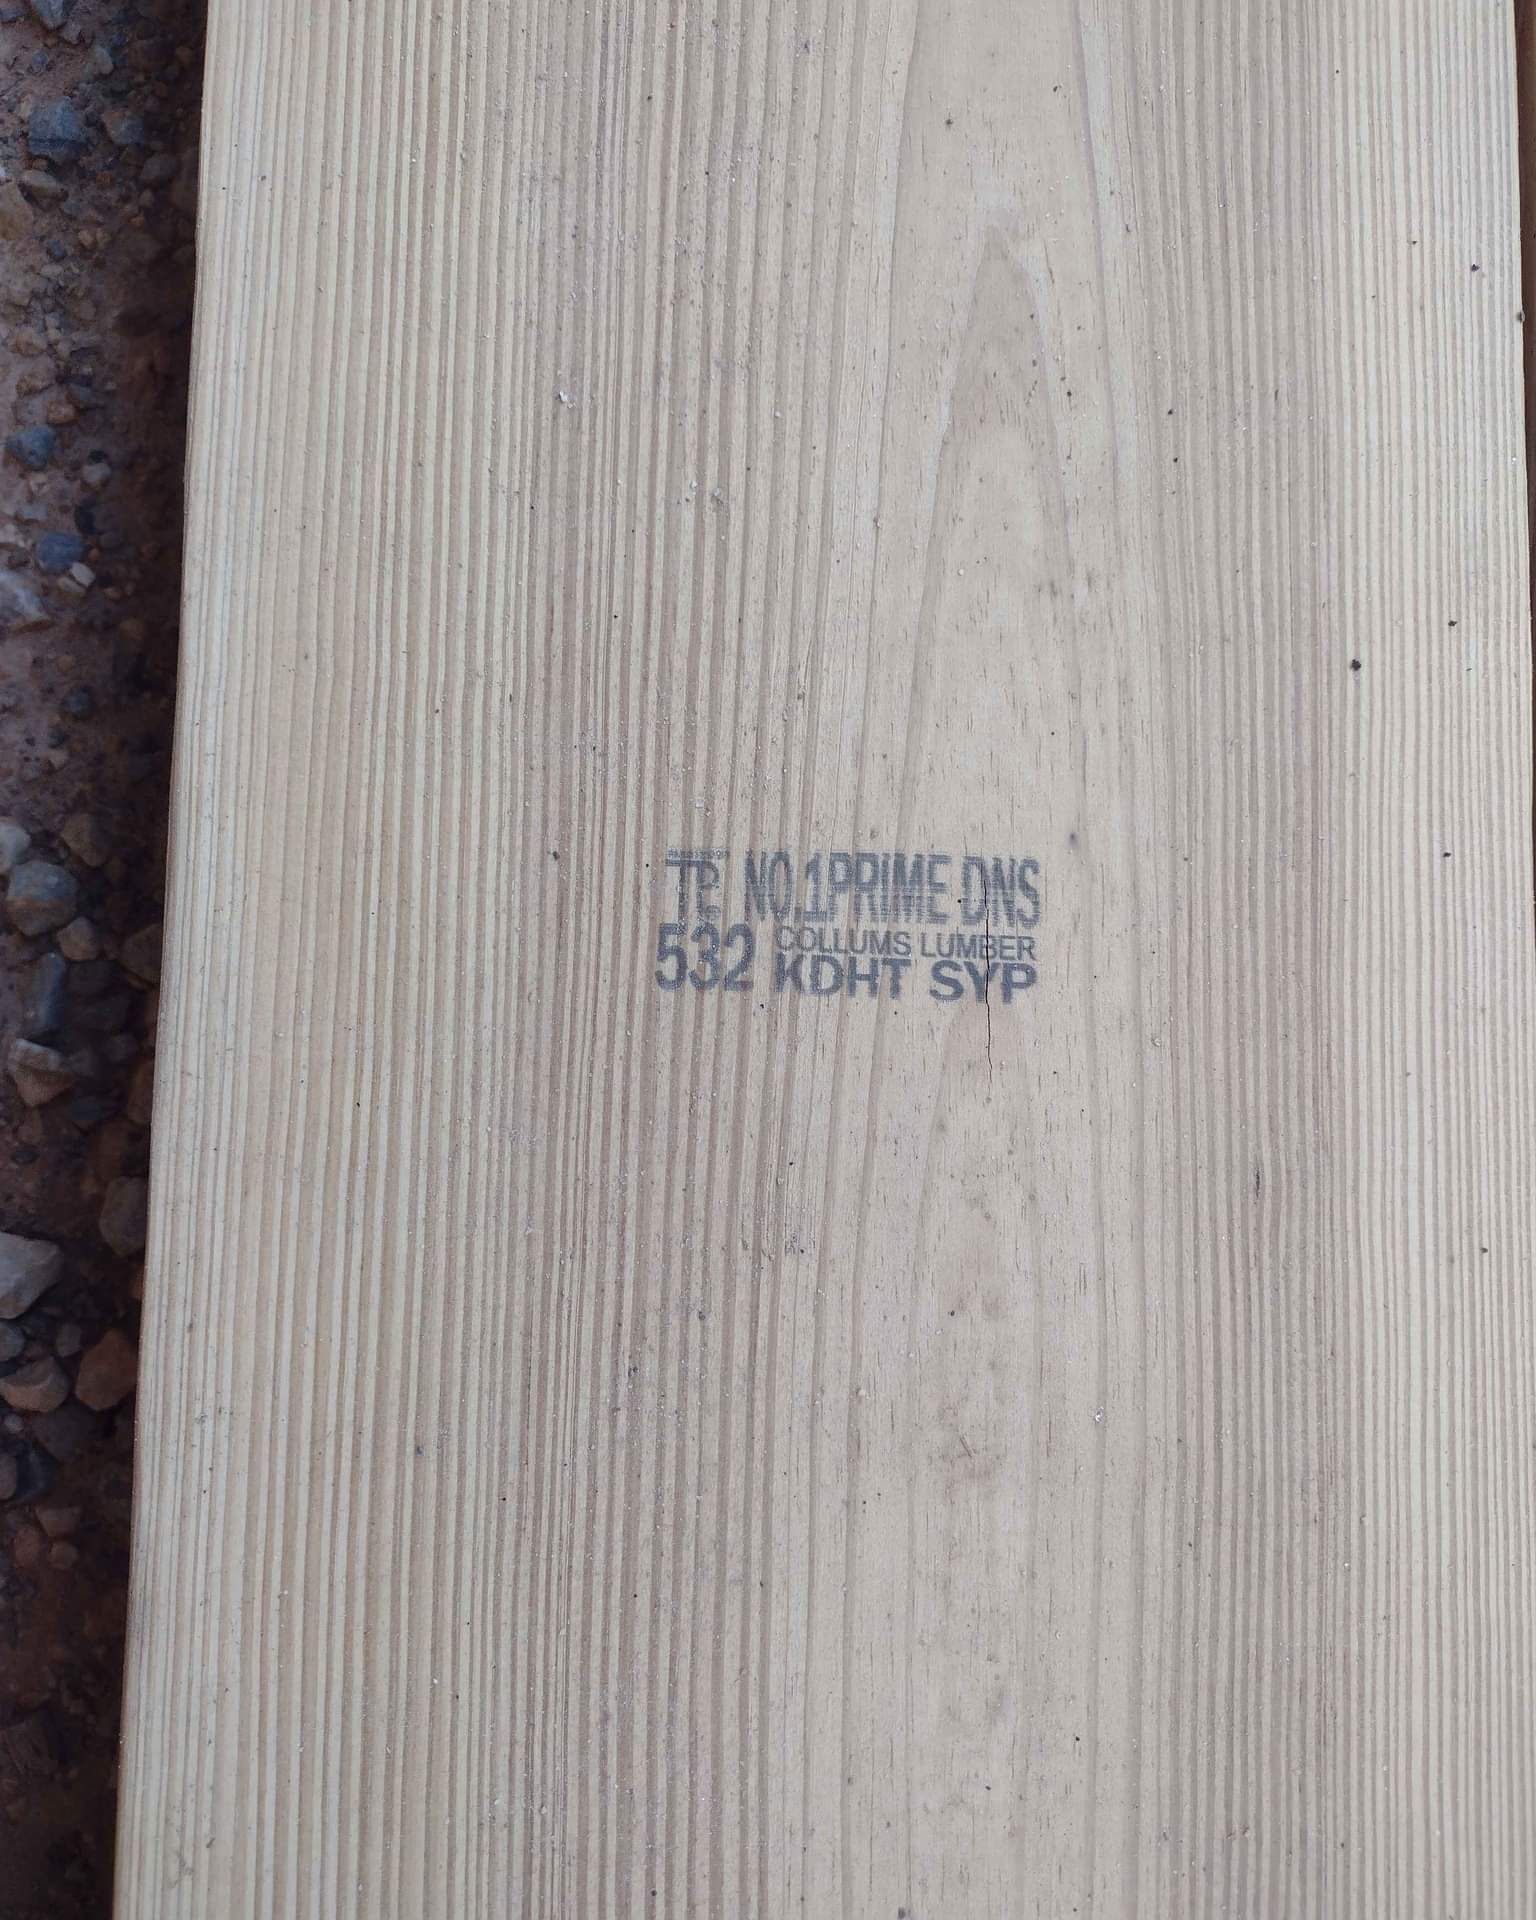 TP NO.1PRIME DNS
532 COLLUMS LUMBER
KDHT SYP